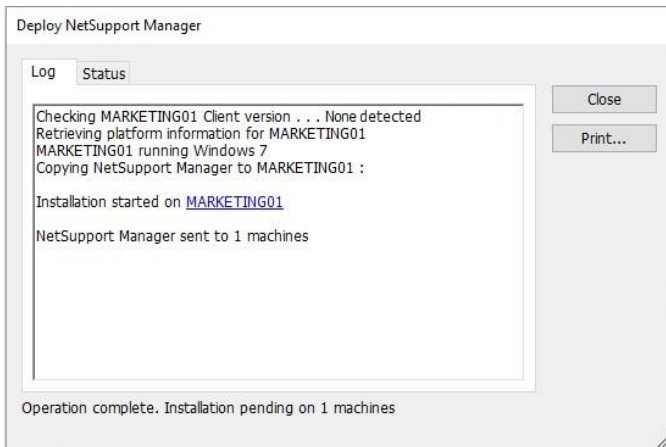 Deploy NetSupport Manager
Log
Status
Close
Print...
Checking MARKETING01 Client version . . . None detected
Retrieving platform information for MARKETING01
MARKETING01 running Windows 7
Copying NetSupport Manager to MARKETING01 :
Installation started on MARKETING01
NetSupport Manager sent to 1 machines
Operation complete. Installation pending on 1 machines